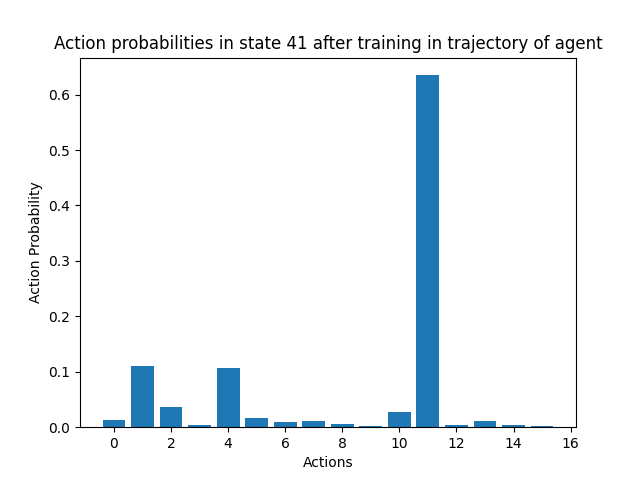 Action probabilities in state 41 after training in trajectory of agent
Action Probability
0.6
0.5
0.4
0.3
0.2
0.1
0.0
0 2 4 6 8 10 12 14 16
Actions